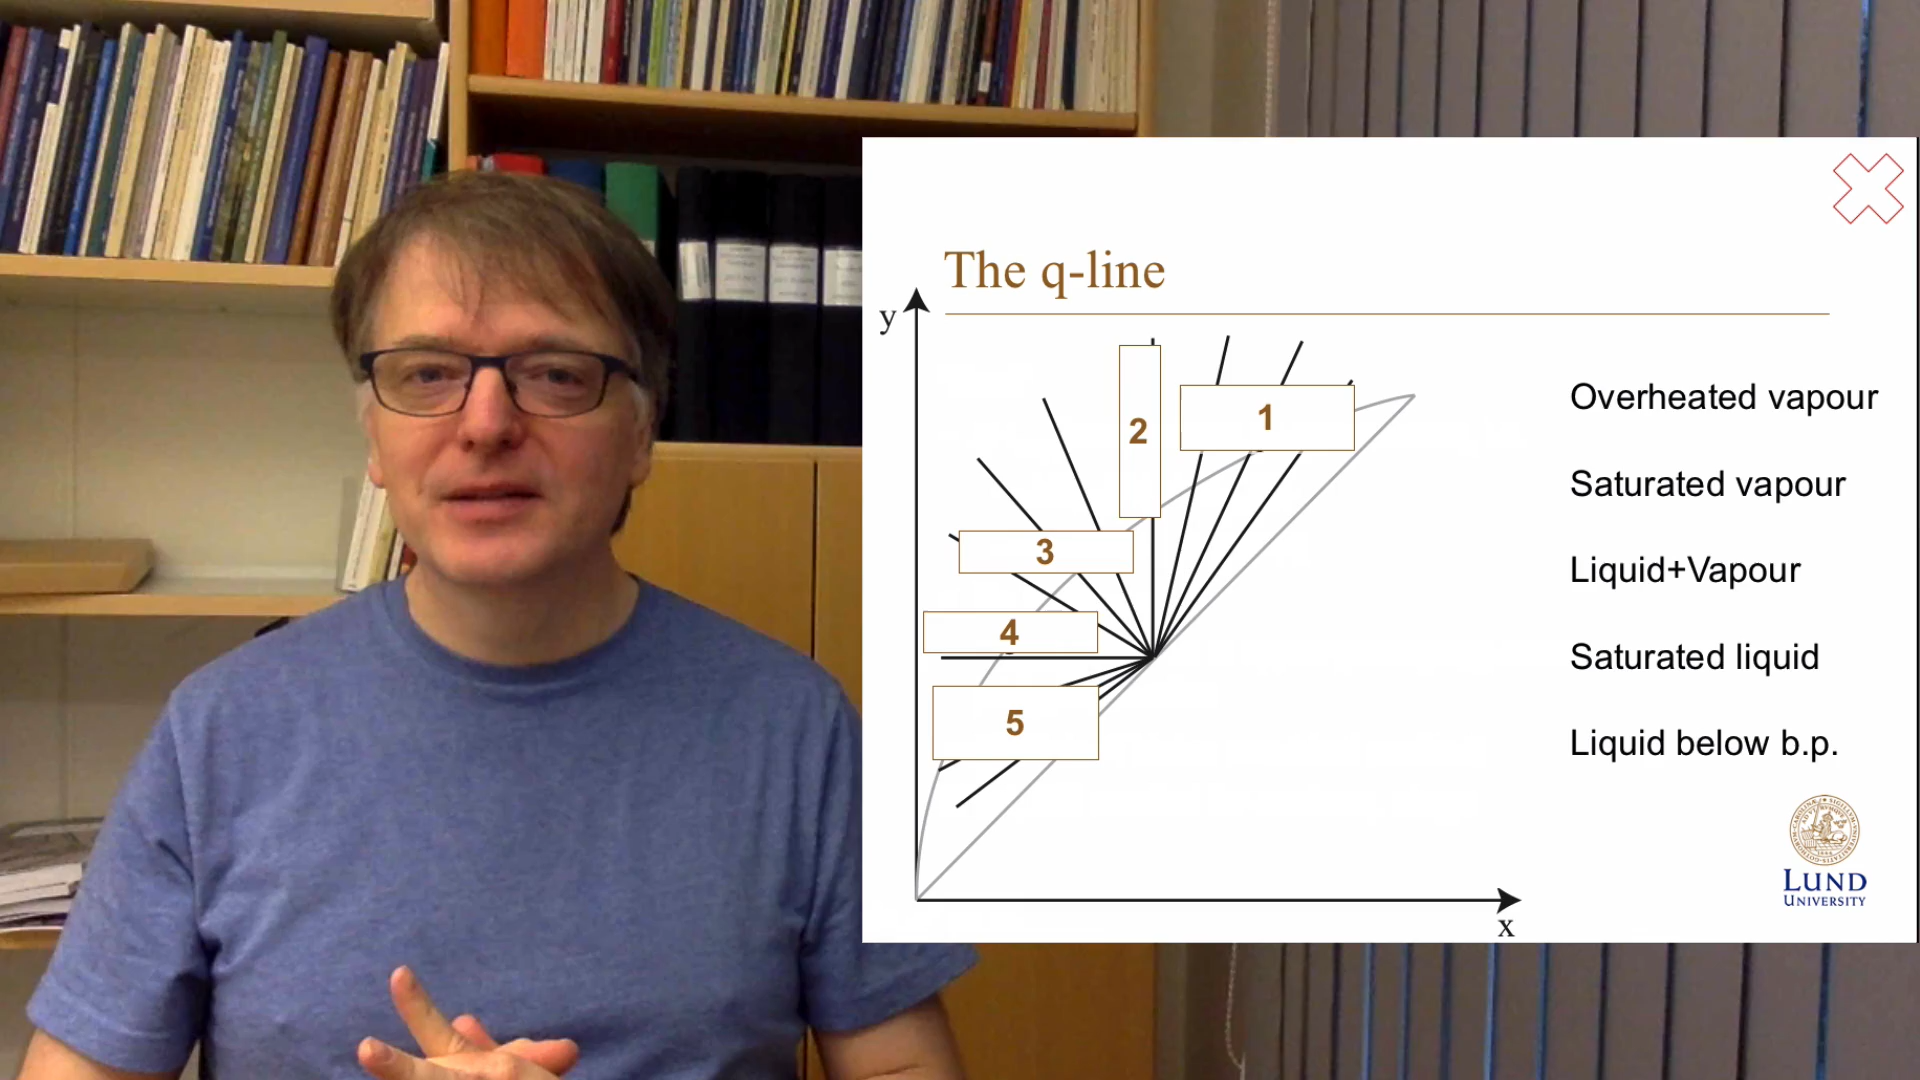 The q-line
y
2
1
3
4
5
x
Overheated vapour
Saturated vapour
Liquid+Vapour
Saturated liquid
Liquid below b.p.
LUND
UNIVERSITY